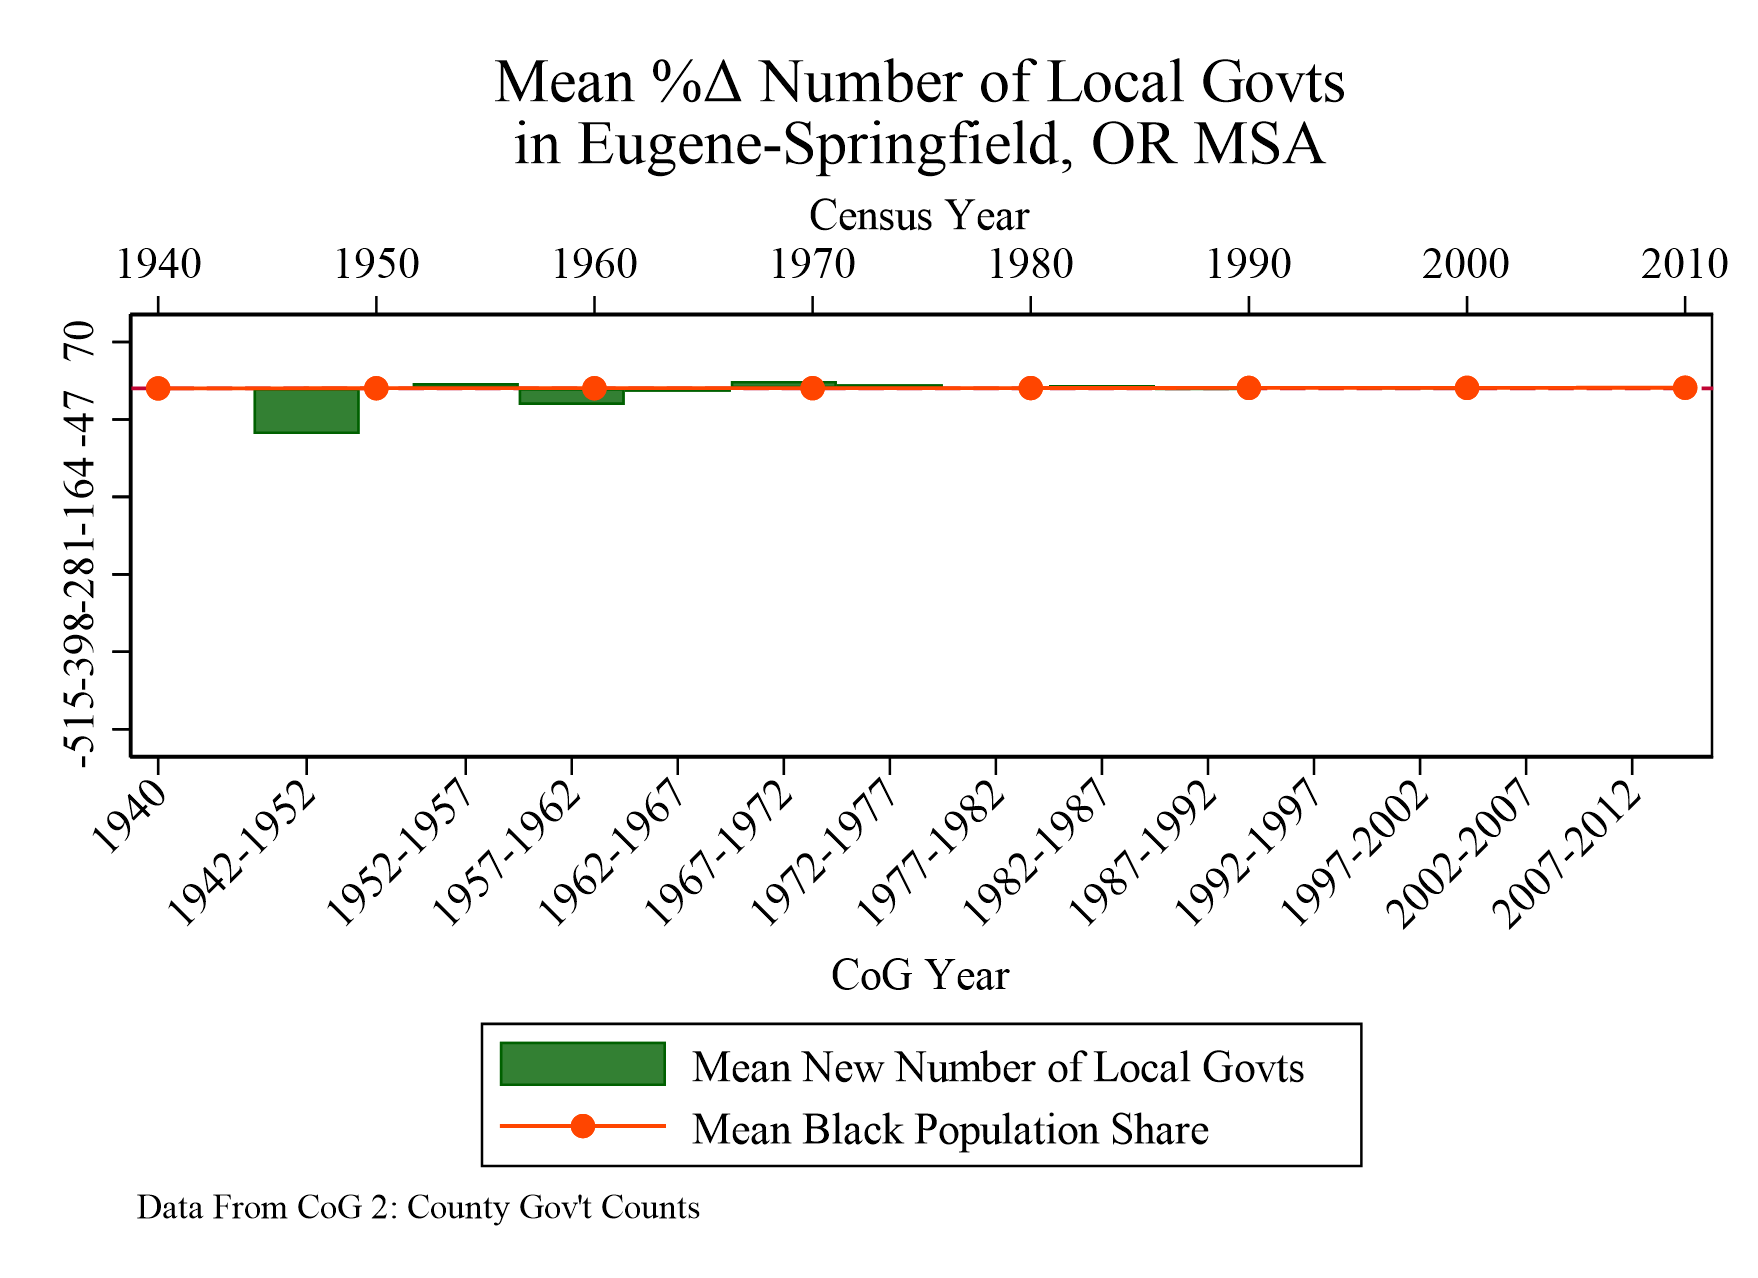 Mean %Δ Number of Local Govts
in Eugene-Springfield, OR MSA
Census Year
1940 1950 1960 1970 1980 1990 2000 2010
70
-47
-164
-281
-398
-515
1940 1942-1952 1952-1957 1957-1962 1962-1967 1967-1972 1972-1977 1977-1982 1982-1987 1987-1992 1992-1997 1997-2002 2002-2007 2007-2012
CoG Year
Mean New Number of Local Govts
Mean Black Population Share
Data From CoG 2: County Gov't Counts